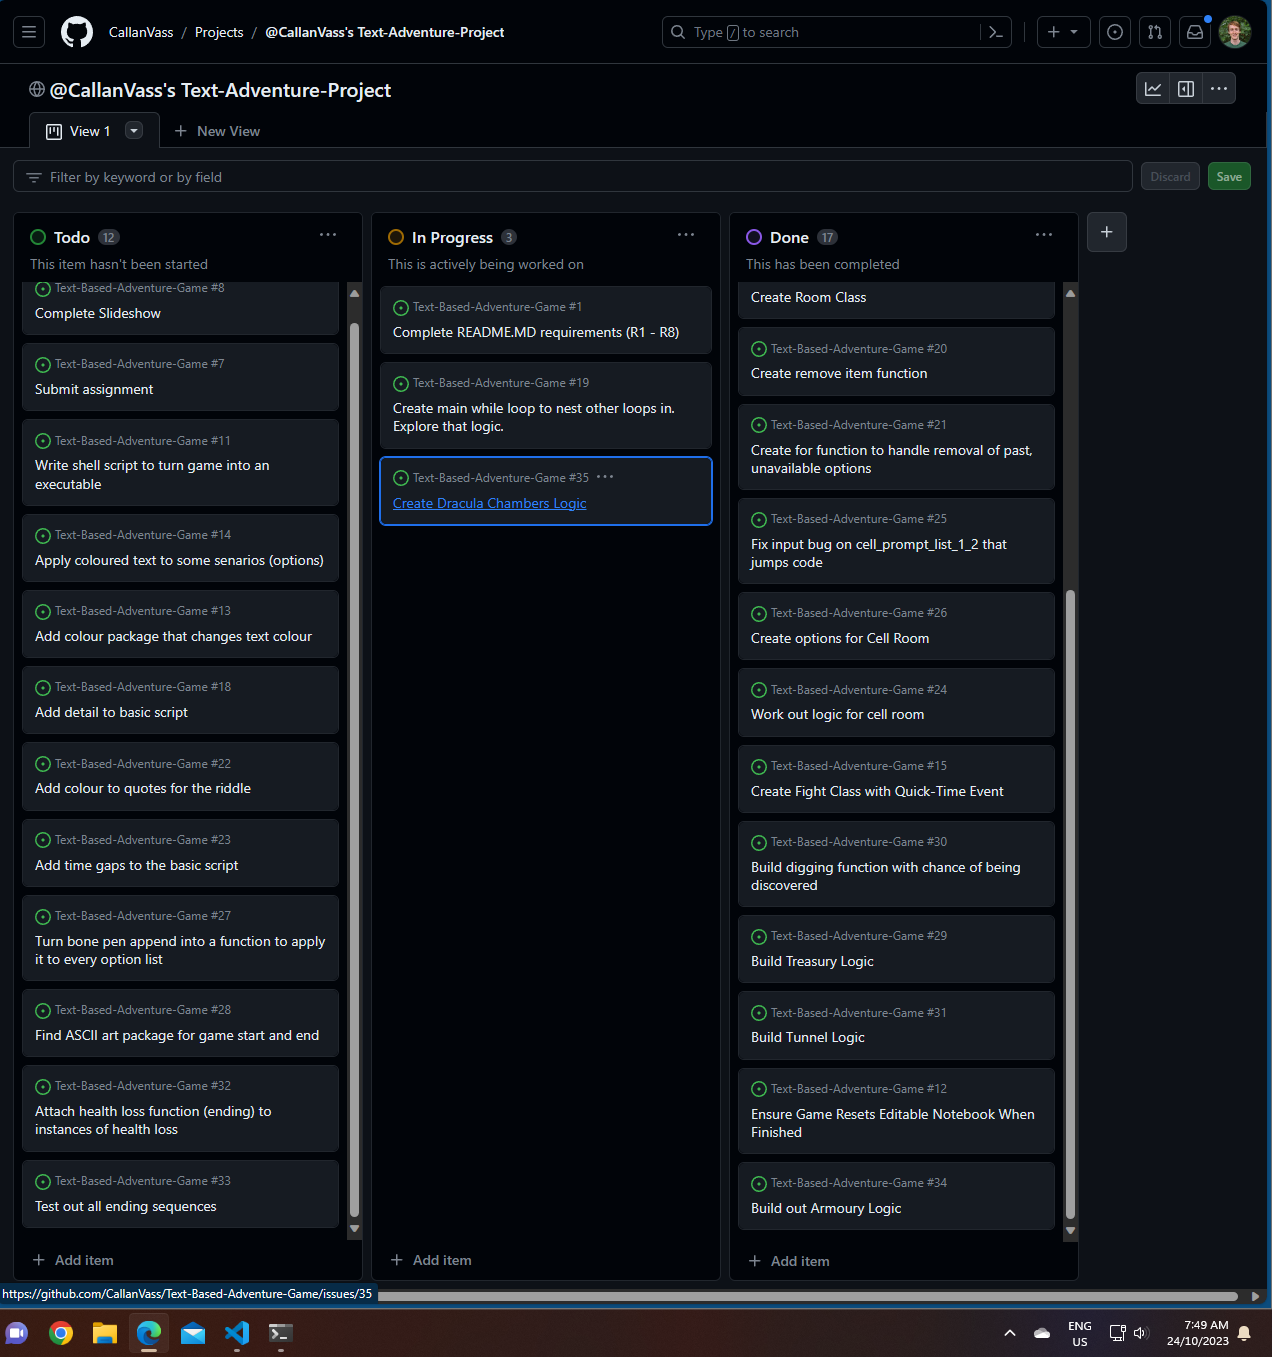 CallanVass / Projects / @CallanVass's Text-Adventure-Project
Type / to search
@CallanVass's Text-Adventure-Project
View 1
New View
Filter by keyword or by field
Discard
Save
Todo 12
This item hasn't been started
Text-Based-Adventure-Game #8
Complete Slideshow
Text-Based-Adventure-Game #7
Submit assignment
Text-Based-Adventure-Game #11
Write shell script to turn game into an
executable
Text-Based-Adventure-Game #14
Apply coloured text to some senarios (options)
Text-Based-Adventure-Game #13
Add colour package that changes text colour
Text-Based-Adventure-Game #18
Add detail to basic script
Text-Based-Adventure-Game #22
Add colour to quotes for the riddle
Text-Based-Adventure-Game #23
Add time gaps to the basic script
Text-Based-Adventure-Game #27
Turn bone pen append into a function to apply
it to every option list
Text-Based-Adventure-Game #28
Find ASCII art package for game start and end
Text-Based-Adventure-Game #32
Attach health loss function (ending) to
instances of health loss
Text-Based-Adventure-Game #33
Test out all ending sequences
Add item
In Progress 3
This is actively being worked on
Text-Based-Adventure-Game #1
Complete README.MD requirements (R1 - R8)
Text-Based-Adventure-Game #19
Create main while loop to nest other loops in.
Explore that logic.
Text-Based-Adventure-Game #35
Create Dracula Chambers Logic
Add item
Done 17
This has been completed
Create Room Class
Text-Based-Adventure-Game #20
Create remove item function
Text-Based-Adventure-Game #21
Create for function to handle removal of past,
unavailable options
Text-Based-Adventure-Game #25
Fix input bug on cell_prompt_list_1_2 that
jumps code
Text-Based-Adventure-Game #26
Create options for Cell Room
Text-Based-Adventure-Game #24
Work out logic for cell room
Text-Based-Adventure-Game #15
Create Fight Class with Quick-Time Event
Text-Based-Adventure-Game #30
Build digging function with chance of being
discovered
Text-Based-Adventure-Game #29
Build Treasury Logic
Text-Based-Adventure-Game #31
Build Tunnel Logic
Text-Based-Adventure-Game #12
Ensure Game Resets Editable Notebook When
Finished
Text-Based-Adventure-Game #34
Build out Armoury Logic
Add item
https://github.com/CallanVass/Text-Based-Adventure-Game/issues/35
ENG
US
7:49 AM
24/10/2023